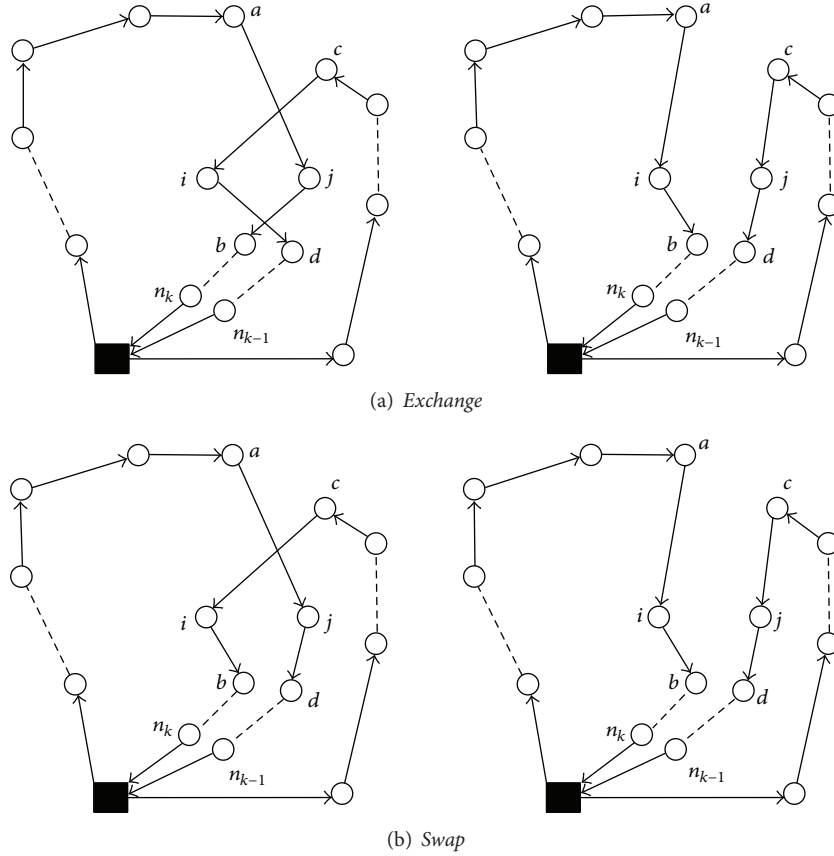 a a
c c
i j i j
b d b d
n_k n_k
n_{k−1} n_{k−1}
(a) Exchange
a a
c c
i j i j
b d b d
n_k n_k
n_{k−1} n_{k−1}
(b) Swap